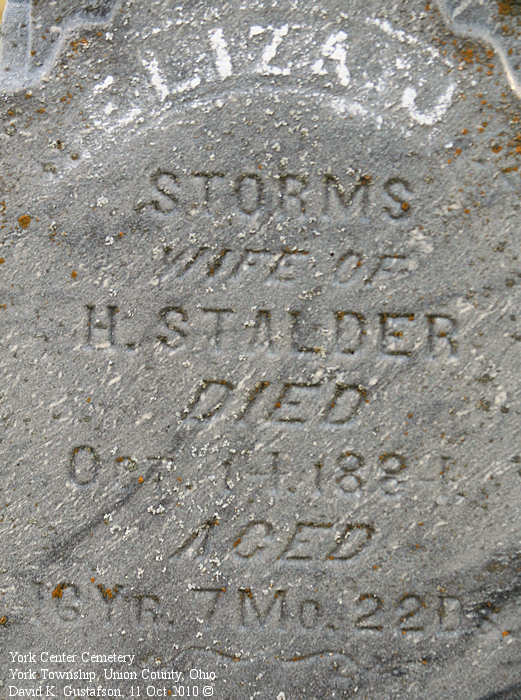 ELIZA J.
STORMS
WIFE OF
H. STALDER
DIED
OCT. 14. 1884.
AGED
YR. 7 Mo. 22 Ds
York Center Cemetery
York Township, Union County, Ohio
David K. Gustafson, 11 Oct 2010 ©